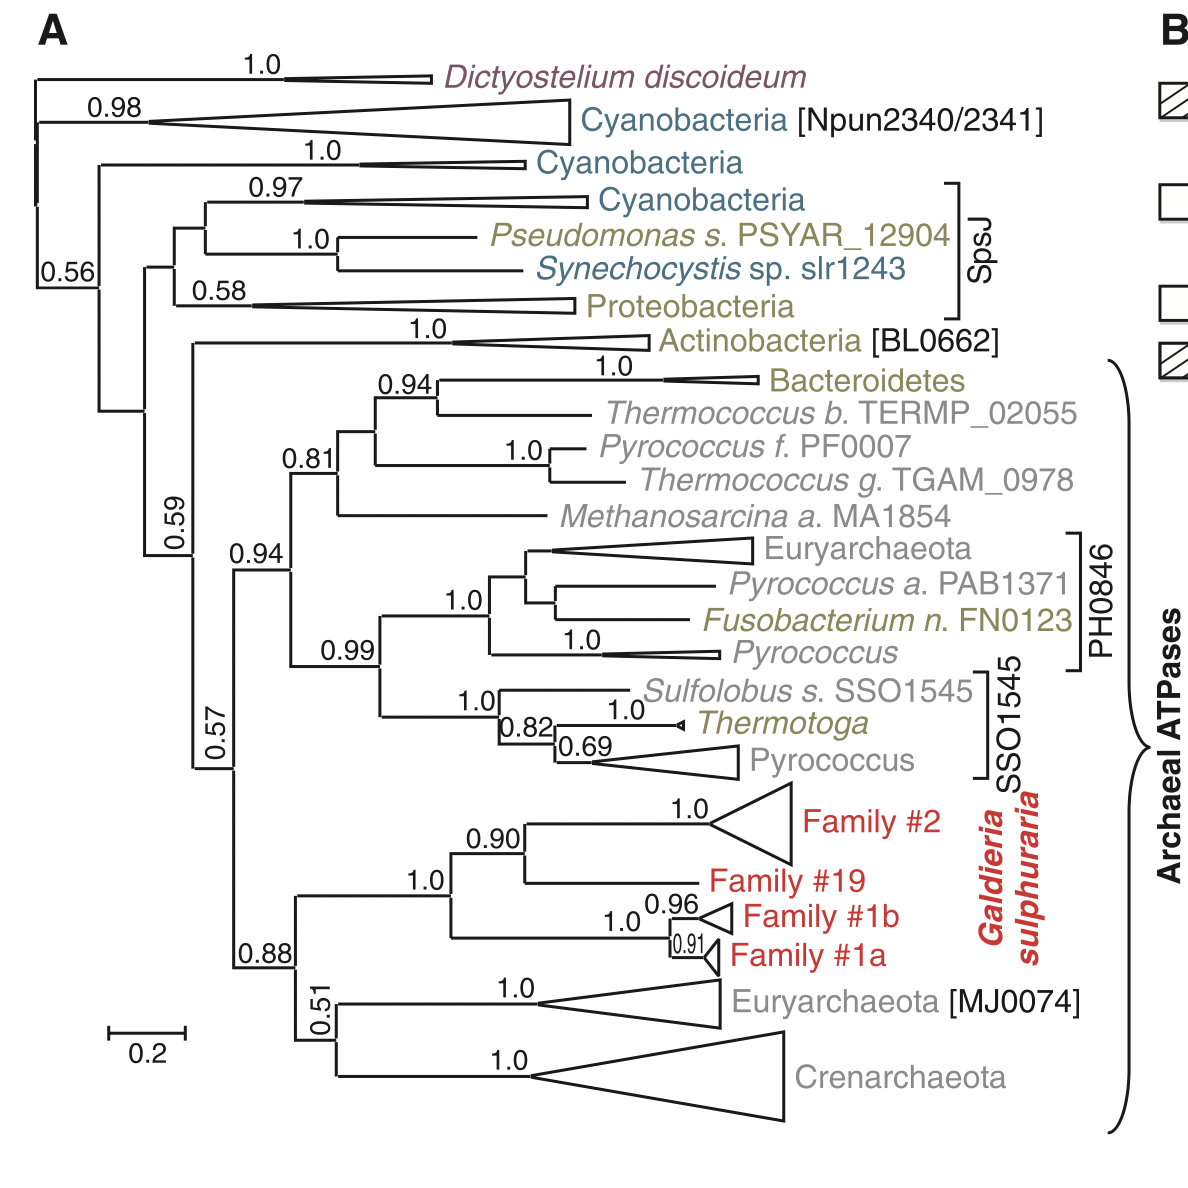 A
B
1.0
Dictyostelium discoideum
0.98
Cyanobacteria [Npun2340/2341]
1.0
Cyanobacteria
0.97
Cyanobacteria
1.0
Pseudomonas s. PSYAR_12904
Synechocystis sp. slr1243
SpsJ
0.56
0.58
Proteobacteria
1.0
Actinobacteria [BL0662]
1.0
Bacteroidetes
0.94
Thermococcus b. TERMP_02055
1.0
Pyrococcus f. PF0007
0.81
Thermococcus g. TGAM_0978
Methanosarcina a. MA1854
0.59
0.94
Euryarchaeota
Pyrococcus a. PAB1371
1.0
Fusobacterium n. FN0123
1.0
Pyrococcus
PH0846
0.99
1.0
Sulfolobus s. SSO1545
1.0
Thermotoga
0.82
0.69
Pyrococcus
SSO1545
0.57
Archaeal ATPases
1.0
Family #2
0.90
1.0
Family #19
0.96
1.0
Family #1b
0.91
Family #1a
Galdieria
sulphuraria
0.88
1.0
Euryarchaeota [MJ0074]
0.51
1.0
Crenarchaeota
0.2